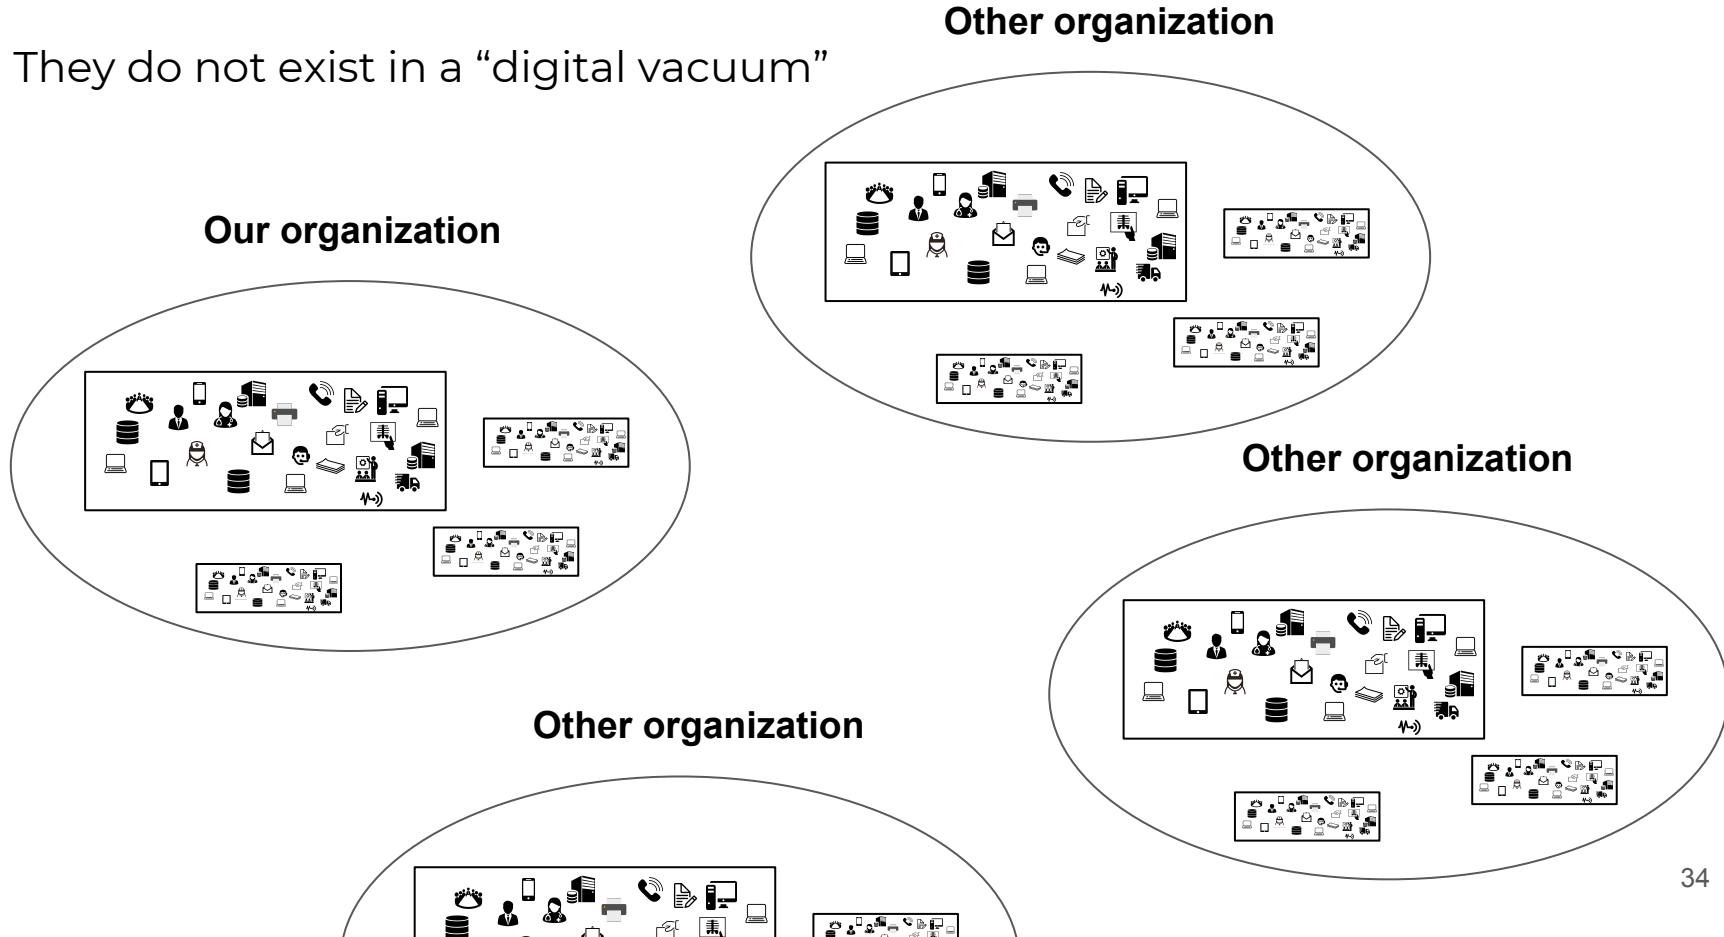 Other organization
They do not exist in a “digital vacuum”
Our organization
Other organization
Other organization
34